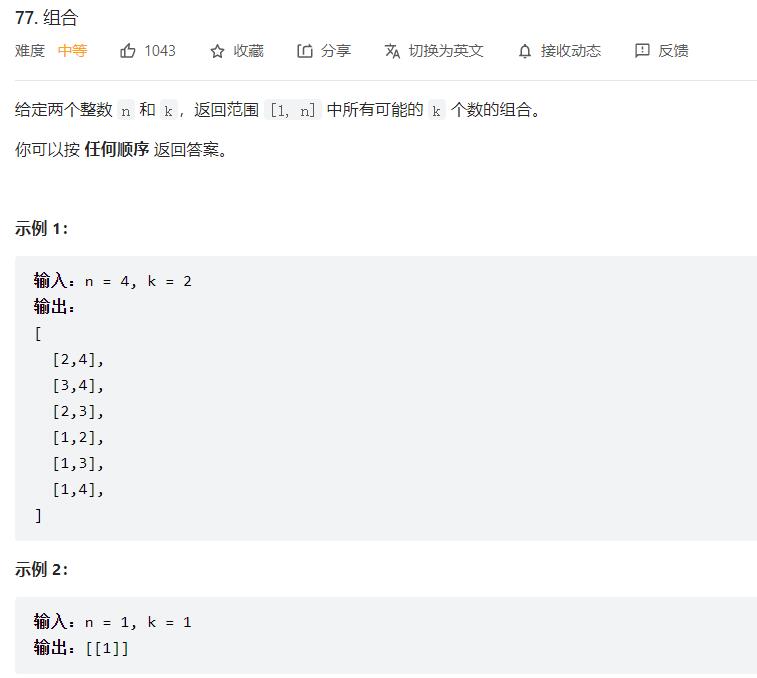 77. 组合
难度 中等 1043 收藏 分享 切换为英文 接收动态 反馈
给定两个整数 n 和 k，返回范围 [1, n] 中所有可能的 k 个数的组合。
你可以按 任何顺序 返回答案。
示例 1：
输入：n = 4, k = 2
输出：
[
  [2,4],
  [3,4],
  [2,3],
  [1,2],
  [1,3],
  [1,4],
]
示例 2：
输入：n = 1, k = 1
输出：[[1]]